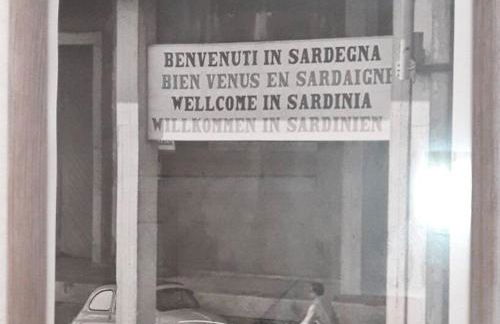 BENVENUTI IN SARDEGNA
BIEN VENUS EN SARDAIGNE
WELLCOME IN SARDINIA
WILLKOMMEN IN SARDINIEN